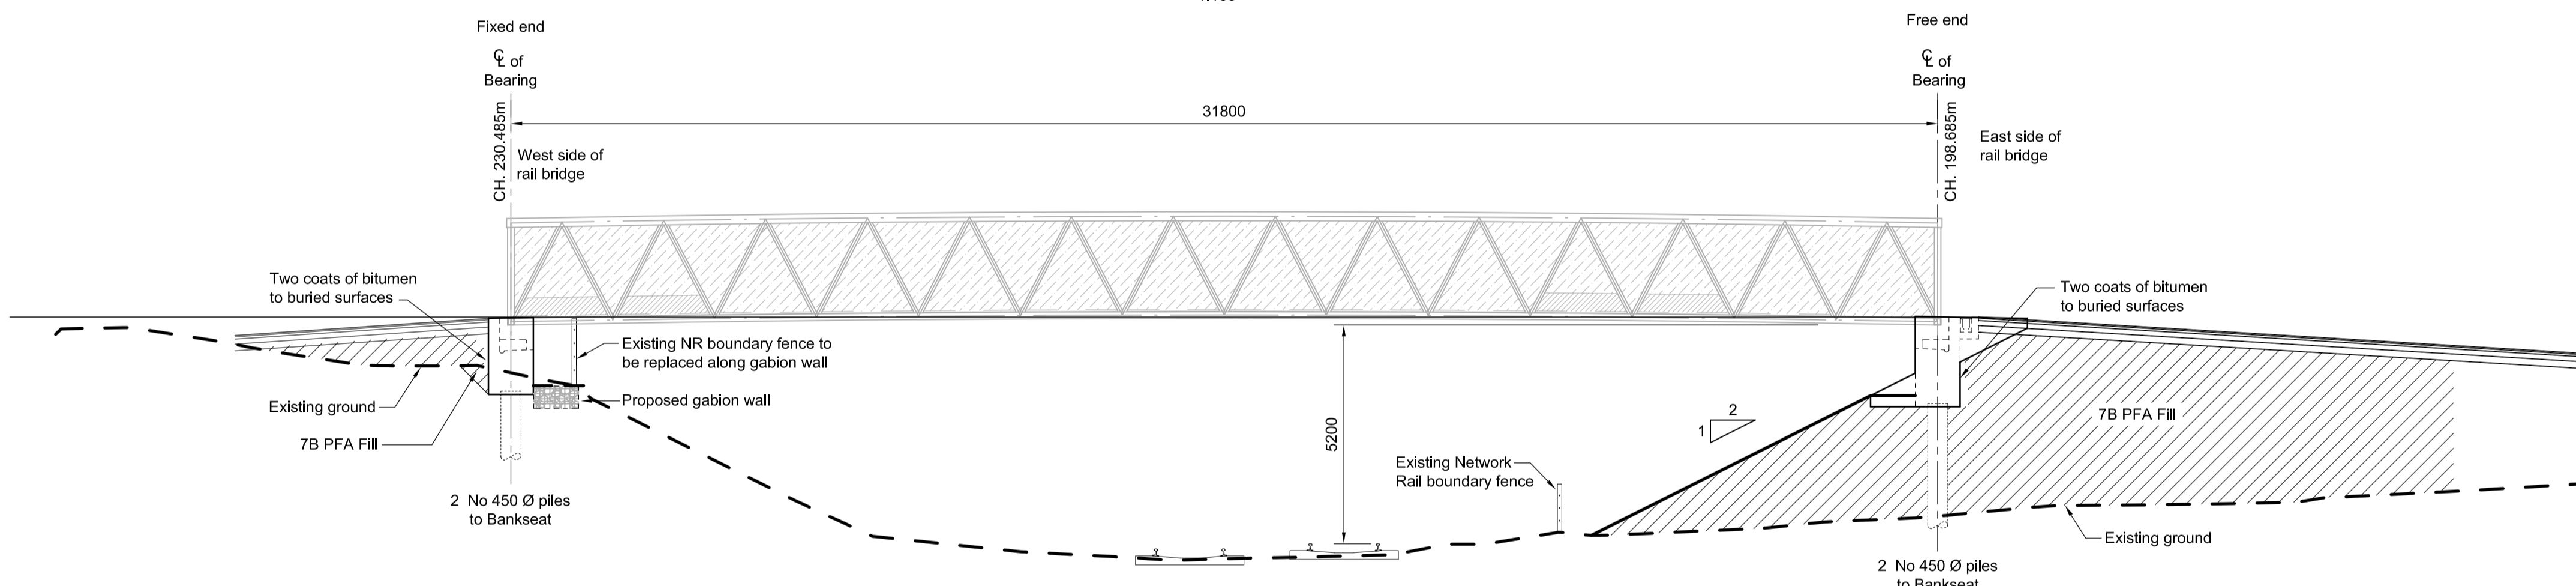 Fixed end
℄ of
Bearing
CH. 230.485m
West side of
rail bridge
31800
Free end
℄ of
Bearing
CH. 198.685m
East side of
rail bridge
Two coats of bitumen
to buried surfaces
Existing ground
7B PFA Fill
2 No 450 Ø piles
to Bankseat
Existing NR boundary fence to
be replaced along gabion wall
Proposed gabion wall
5200
Existing Network
Rail boundary fence
2
1
Two coats of bitumen
to buried surfaces
7B PFA Fill
Existing ground
2 No 450 Ø piles
to Bankseat